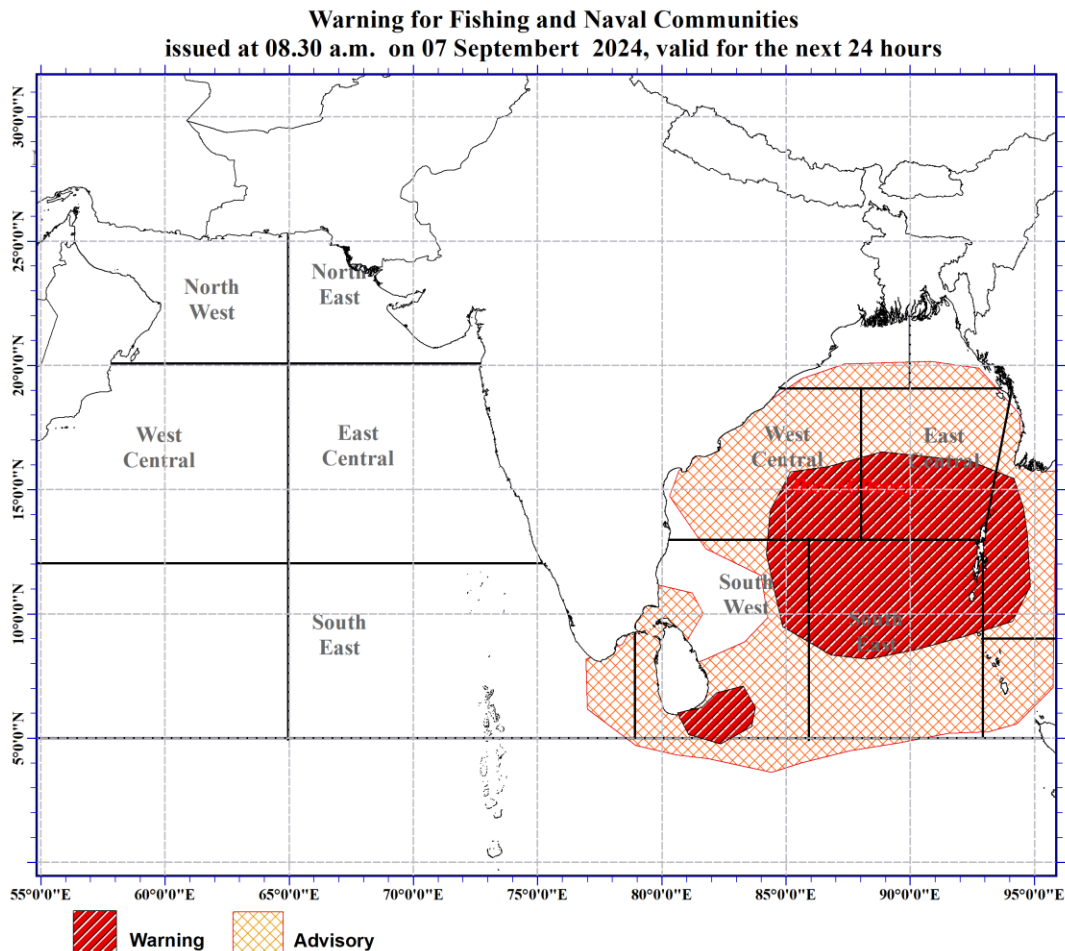 Warning for Fishing and Naval Communities
issued at 08.30 a.m. on 07 Septembert 2024, valid for the next 24 hours
30°0'0"N
25°0'0"N
20°0'0"N
15°0'0"N
10°0'0"N
5°0'0"N
North
West
North
East
West
Central
East
Central
South
East
West
Central
East
Central
South
West
South
East
55°0'0"E
60°0'0"E
65°0'0"E
70°0'0"E
75°0'0"E
80°0'0"E
85°0'0"E
90°0'0"E
95°0'0"E
Warning
Advisory